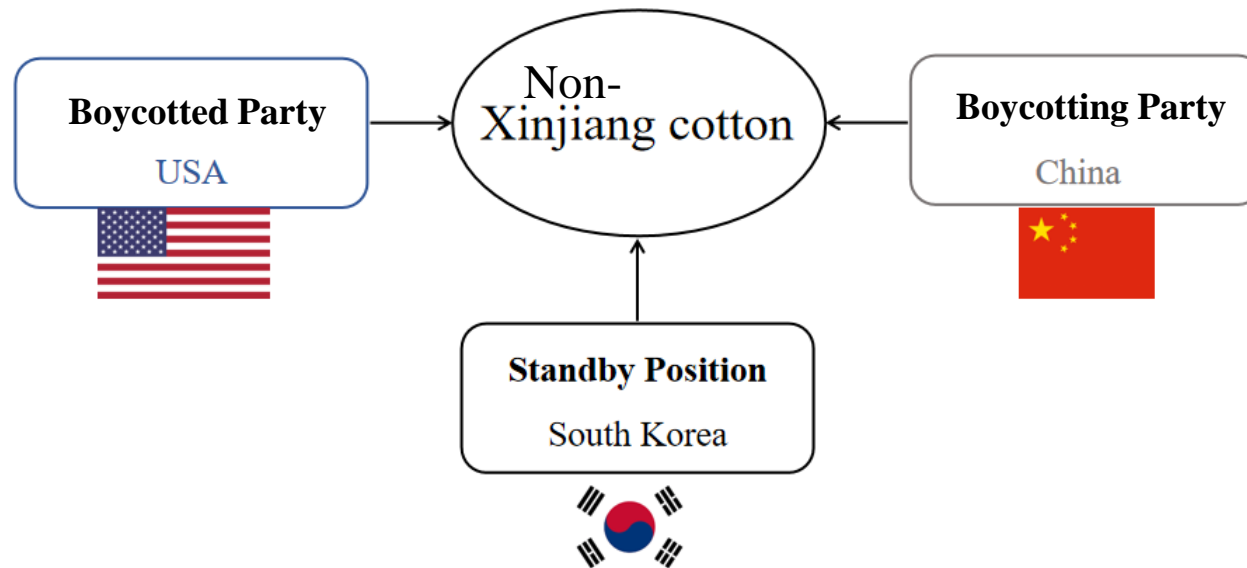 Boycotted Party
USA
Non-
Xinjiang cotton
Boycotting Party
China
Standby Position
South Korea